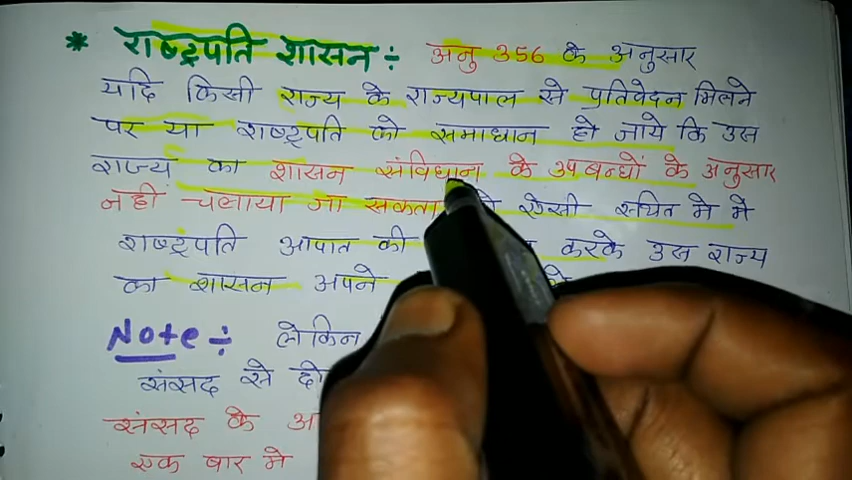 * राष्ट्रपति शासन÷ अनु 356 के अनुसार
यदि किसी राज्य के राज्यपाल से प्रतिवेदन मिलने
पर या राष्ट्रपति को समाधान हो जाये कि उस
राज्य का शासन संविधान के उपबन्धों के अनुसार
नहीं चलाया जा सकता ऐसी स्थित मे मे
राष्ट्रपति आपात की करके उस राज्य
का शासन अपने
Note÷ लेकिन
संसद से
संसद के
एक बार मे